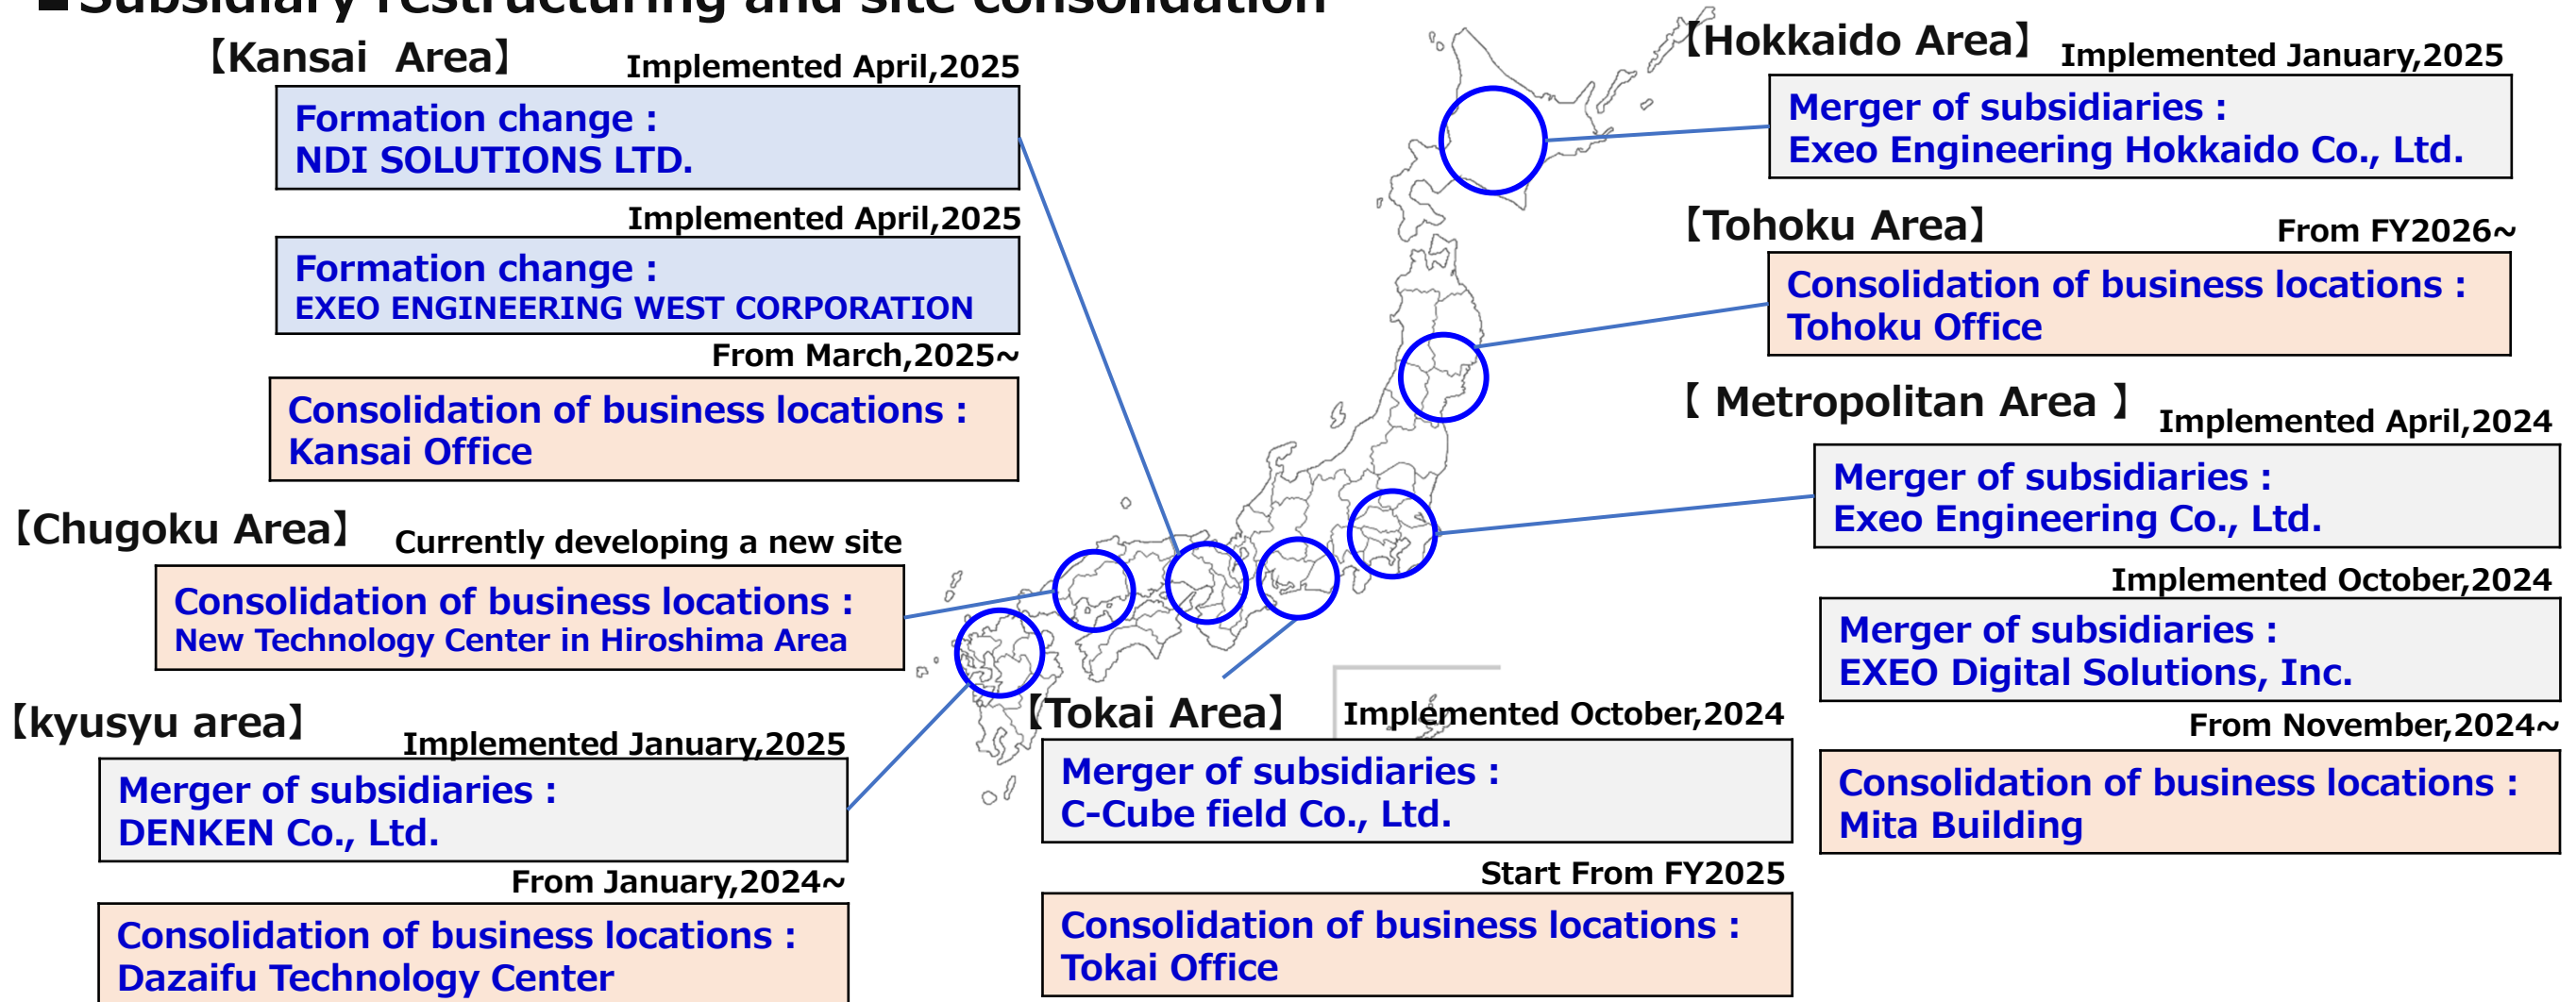 ■Subsidiary restructuring and site consolidation
【Kansai  Area】
Implemented April,2025
Formation change :
NDI SOLUTIONS LTD.
Implemented April,2025
Formation change :
EXEO ENGINEERING WEST CORPORATION
From March,2025~
Consolidation of business locations :
Kansai Office
【Chugoku Area】
Currently developing a new site
Consolidation of business locations :
New Technology Center in Hiroshima Area
【kyusyu area】
Implemented January,2025
Merger of subsidiaries :
DENKEN Co., Ltd.
From January,2024~
Consolidation of business locations :
Dazaifu Technology Center
【Tokai Area】
Implemented October,2024
Merger of subsidiaries :
C-Cube field Co., Ltd.
Start From FY2025
Consolidation of business locations :
Tokai Office
【Hokkaido Area】
Implemented January,2025
Merger of subsidiaries :
Exeo Engineering Hokkaido Co., Ltd.
【Tohoku Area】
From FY2026~
Consolidation of business locations :
Tohoku Office
【 Metropolitan Area 】
Implemented April,2024
Merger of subsidiaries :
Exeo Engineering Co., Ltd.
Implemented October,2024
Merger of subsidiaries :
EXEO Digital Solutions, Inc.
From November,2024~
Consolidation of business locations :
Mita Building